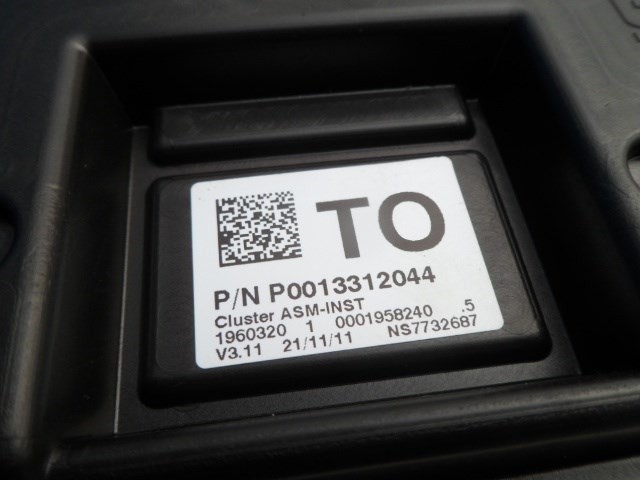 TO
P/N P0013312044
Cluster ASM-INST
1960320 1 0001958240 .5
V3.11 21/11/11 NS7732687